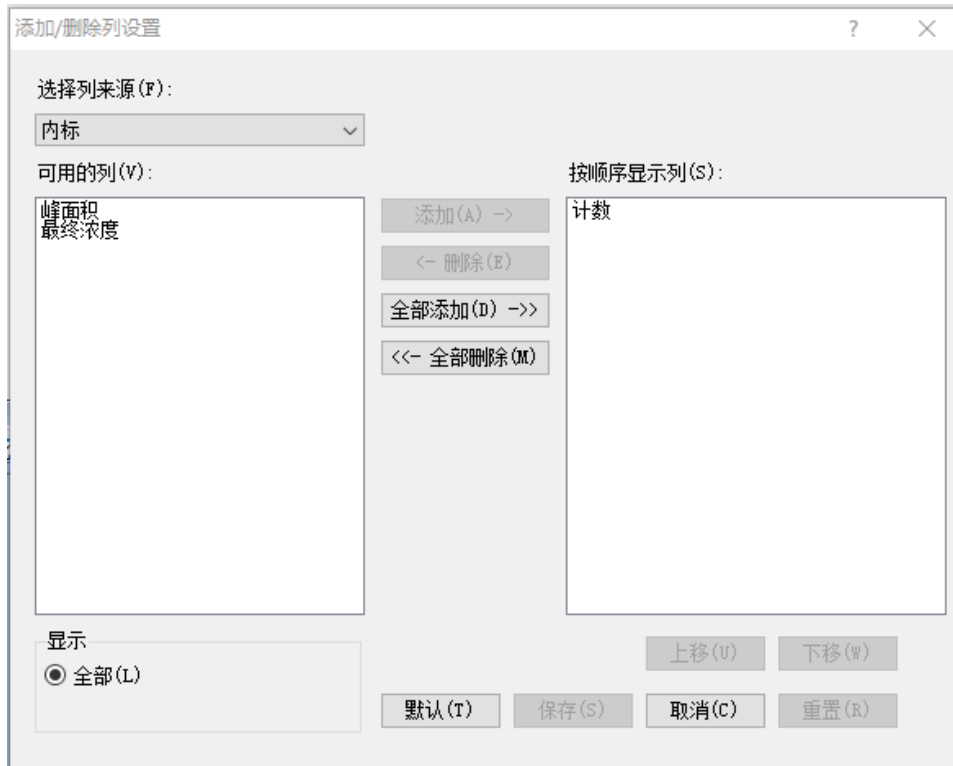 添加/删除列设置
选择列来源(F):
内标
可用的列(V):
峰面积
最终浓度
添加(A) ->
<- 删除(E)
全部添加(D) ->>
<<- 全部删除(M)
按顺序显示列(S):
计数
显示
全部(L)
上移(U)
下移(W)
默认(T)
保存(S)
取消(C)
重置(R)